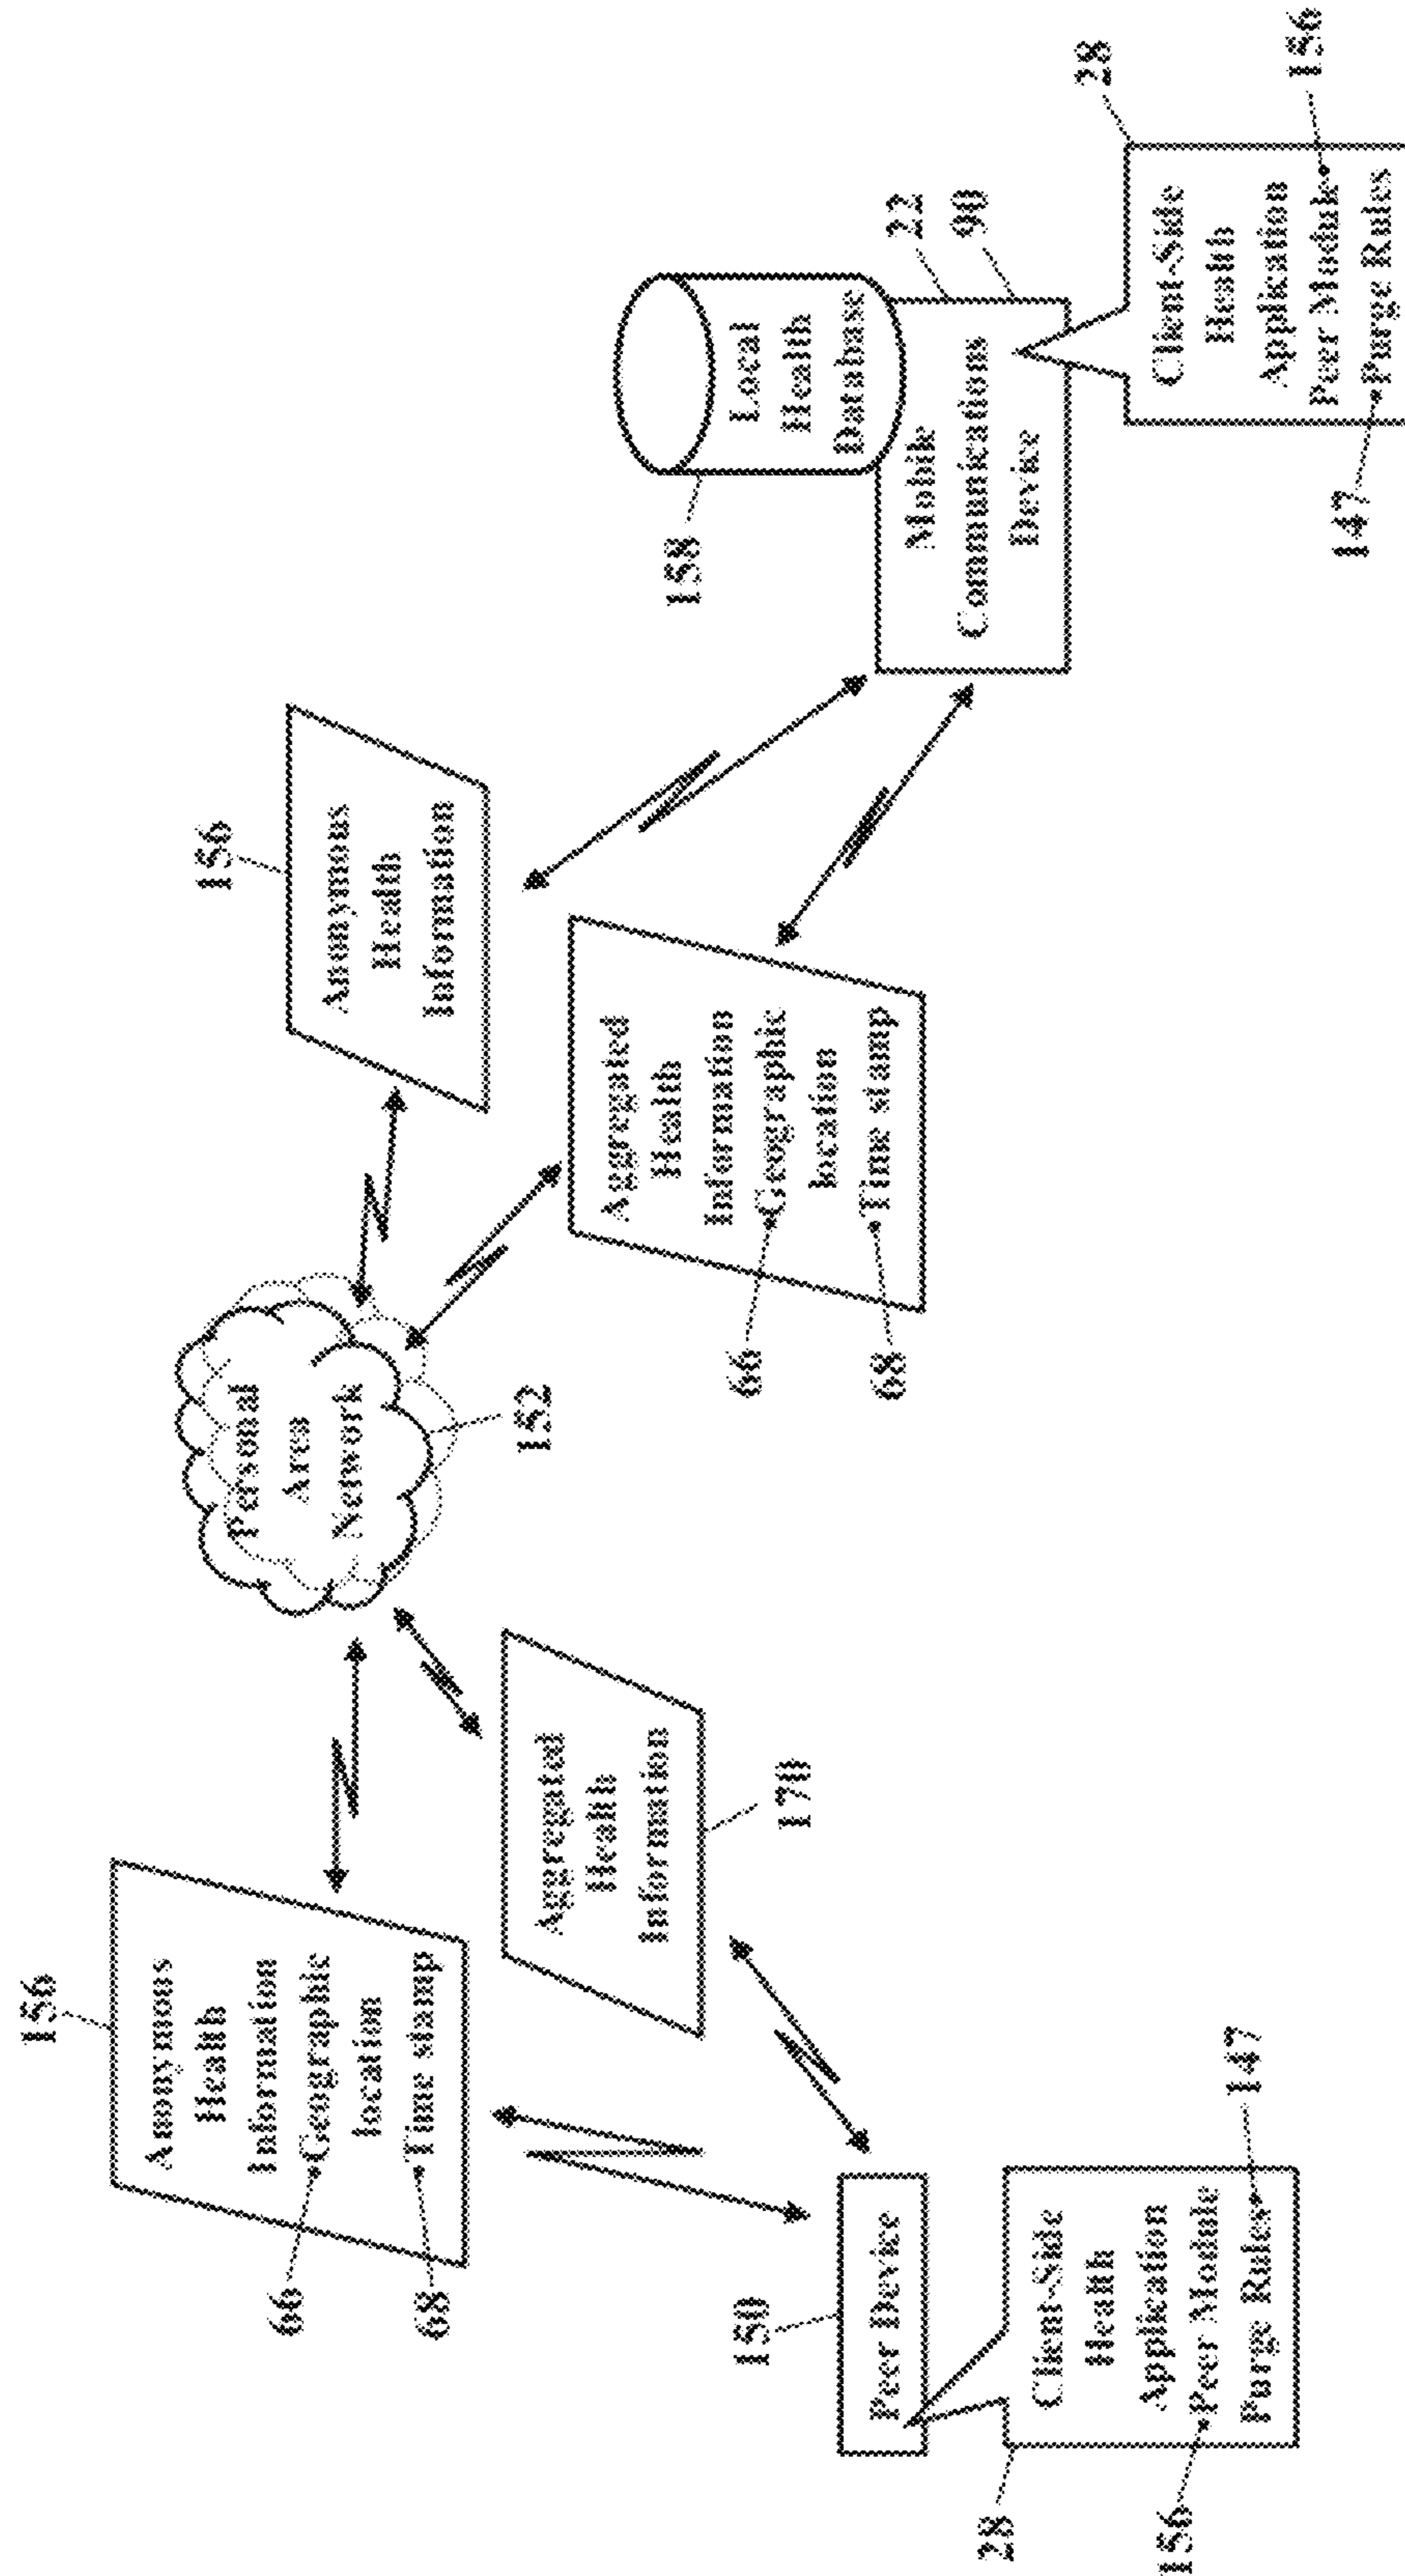 156
Anonymous
Health
Information
Geographic
location
Time stamp
66
68
Personal
Area
Network
152
156
Anonymous
Health
Information
Aggregated
Health
Information
170
Aggregated
Health
Information
Geographic
location
Time stamp
66
68
158
Local
Health
Database
Mobile
Communications
Device
22
90
150
Peer Device
Client-Side
Health
Application
Peer Module
Purge Rules
28
156
147
Client-Side
Health
Application
Peer Module
Purge Rules
28
156
147